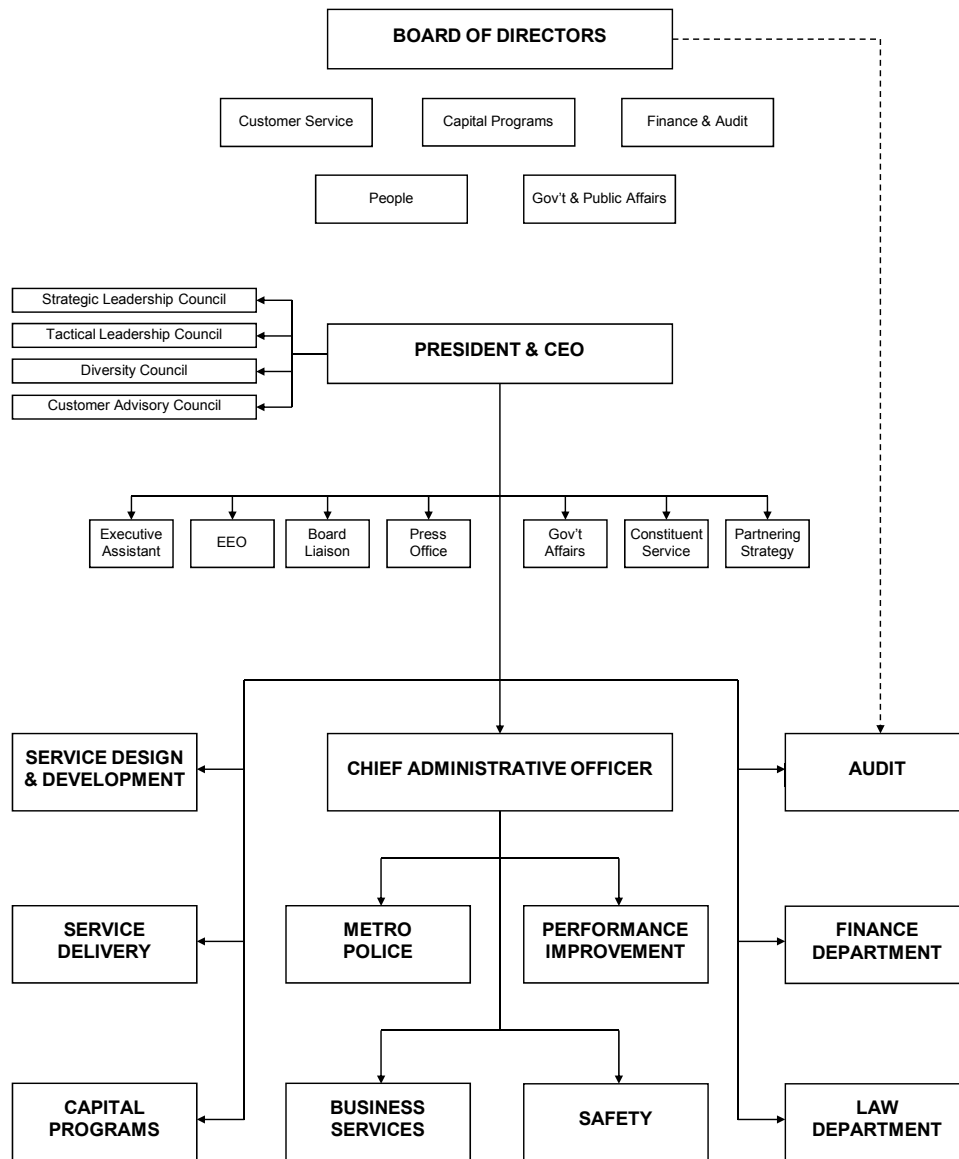 BOARD OF DIRECTORS
Customer Service
Capital Programs
Finance & Audit
People
Gov't & Public Affairs
Strategic Leadership Council
Tactical Leadership Council
Diversity Council
Customer Advisory Council
PRESIDENT & CEO
Executive
Assistant
EEO
Board
Liaison
Press
Office
Gov't
Affairs
Constituent
Service
Partnering
Strategy
SERVICE DESIGN
& DEVELOPMENT
CHIEF ADMINISTRATIVE OFFICER
AUDIT
SERVICE
DELIVERY
METRO
POLICE
PERFORMANCE
IMPROVEMENT
FINANCE
DEPARTMENT
CAPITAL
PROGRAMS
BUSINESS
SERVICES
SAFETY
LAW
DEPARTMENT